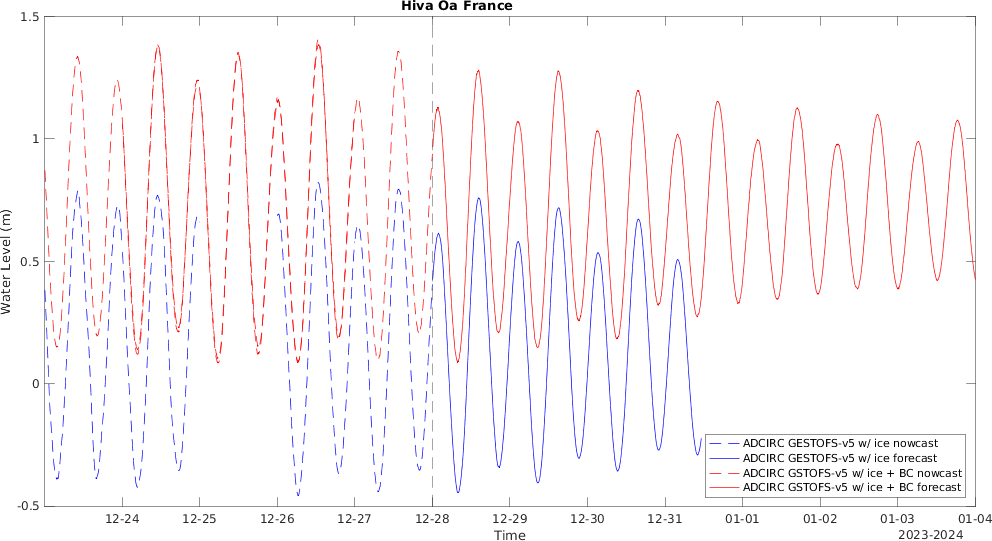 Hiva Oa France
1.5
1
0.5
0
-0.5
Water Level (m)
ADCIRC GESTOFS-v5 w/ ice nowcast
ADCIRC GESTOFS-v5 w/ ice forecast
ADCIRC GSTOFS-v5 w/ ice + BC nowcast
ADCIRC GSTOFS-v5 w/ ice + BC forecast
12-24 12-25 12-26 12-27 12-28 12-29 12-30 12-31 01-01 01-02 01-03 01-04
Time
2023-2024